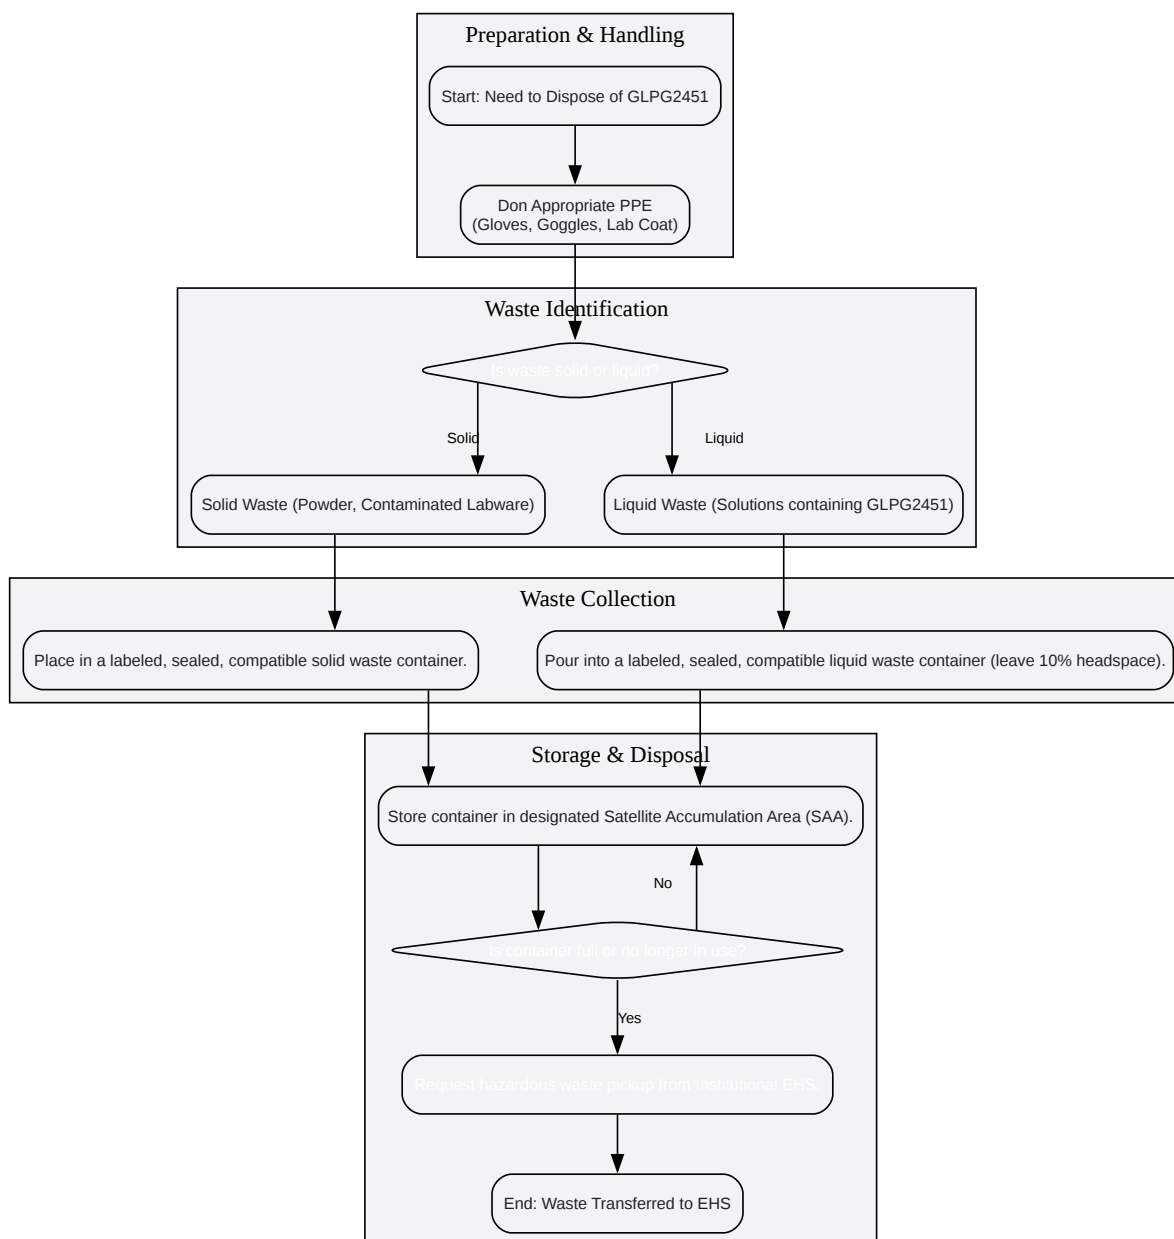 Preparation & Handling
Start: Need to Dispose of GLPG2451
Don Appropriate PPE
(Gloves, Goggles, Lab Coat)
Waste Identification
Is waste solid or liquid?
Solid
Liquid
Solid Waste (Powder, Contaminated Labware)
Liquid Waste (Solutions containing GLPG2451)
Waste Collection
Place in a labeled, sealed, compatible solid waste container.
Pour into a labeled, sealed, compatible liquid waste container (leave 10% headspace).
Storage & Disposal
Store container in designated Satellite Accumulation Area (SAA).
No
Is container full or no longer in use?
Yes
Request hazardous waste pickup from Institutional EHS.
End: Waste Transferred to EHS